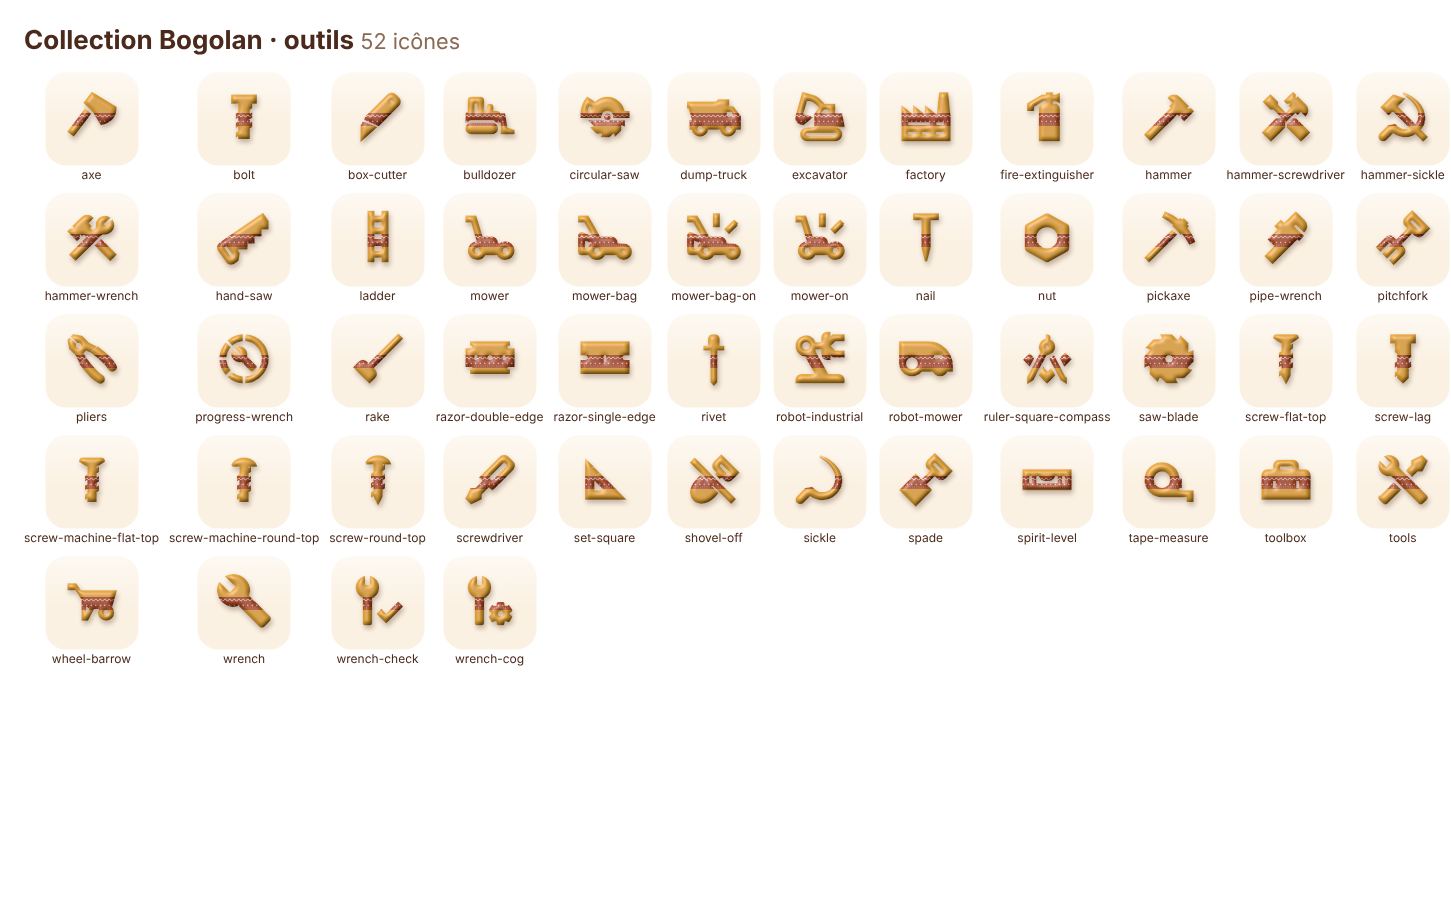 Collection Bogolan · outils 52 icônes
axe bolt box-cutter bulldozer circular-saw dump-truck excavator factory fire-extinguisher hammer hammer-screwdriver hammer-sickle
hammer-wrench hand-saw ladder mower mower-bag mower-bag-on mower-on nail nut pickaxe pipe-wrench pitchfork
pliers progress-wrench rake razor-double-edge razor-single-edge rivet robot-industrial robot-mower ruler-square-compass saw-blade screw-flat-top screw-lag
screw-machine-flat-top screw-machine-round-top screw-round-top screwdriver set-square shovel-off sickle spade spirit-level tape-measure toolbox tools
wheel-barrow wrench wrench-check wrench-cog